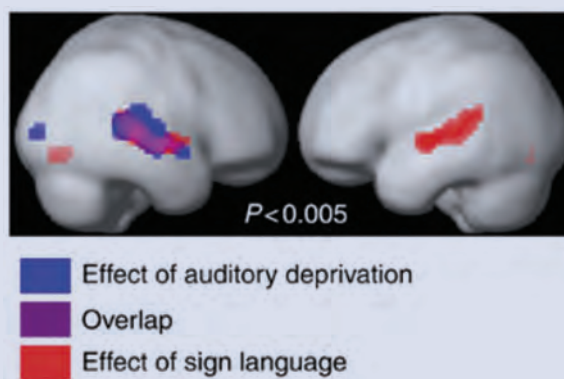 P<0.005
Effect of auditory deprivation
Overlap
Effect of sign language